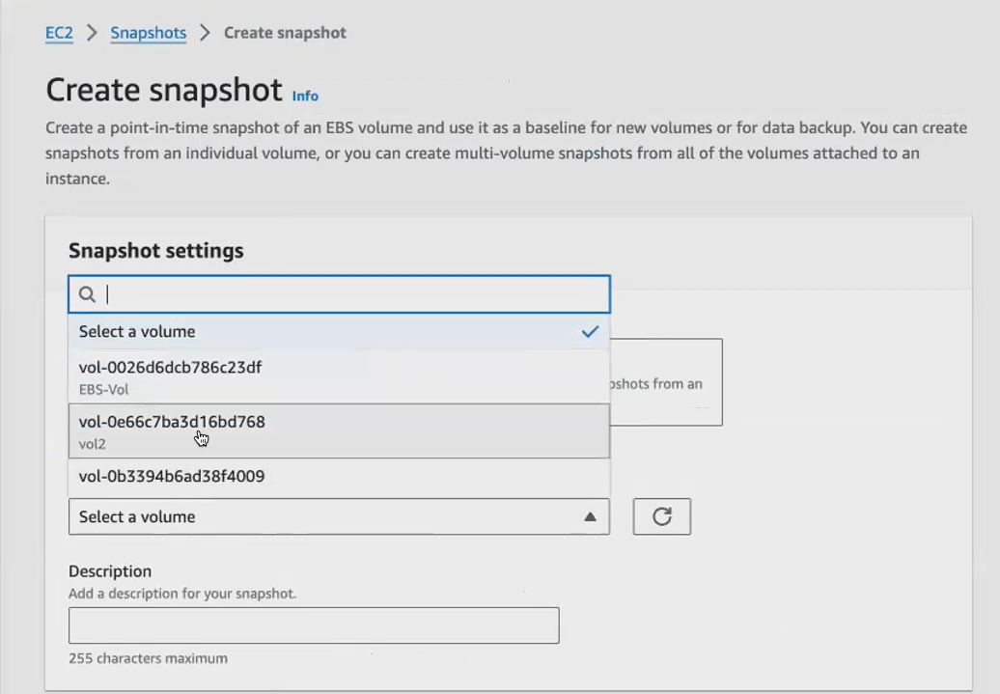 EC2 > Snapshots > Create snapshot
Create snapshot Info
Create a point-in-time snapshot of an EBS volume and use it as a baseline for new volumes or for data backup. You can create
snapshots from an individual volume, or you can create multi-volume snapshots from all of the volumes attached to an
instance.
Snapshot settings
Select a volume
vol-0026d6dcb786c23df
EBS-Vol
pshots from an
vol-0e66c7ba3d16bd768
vol2
vol-0b3394b6ad38f4009
Select a volume
Description
Add a description for your snapshot.
255 characters maximum